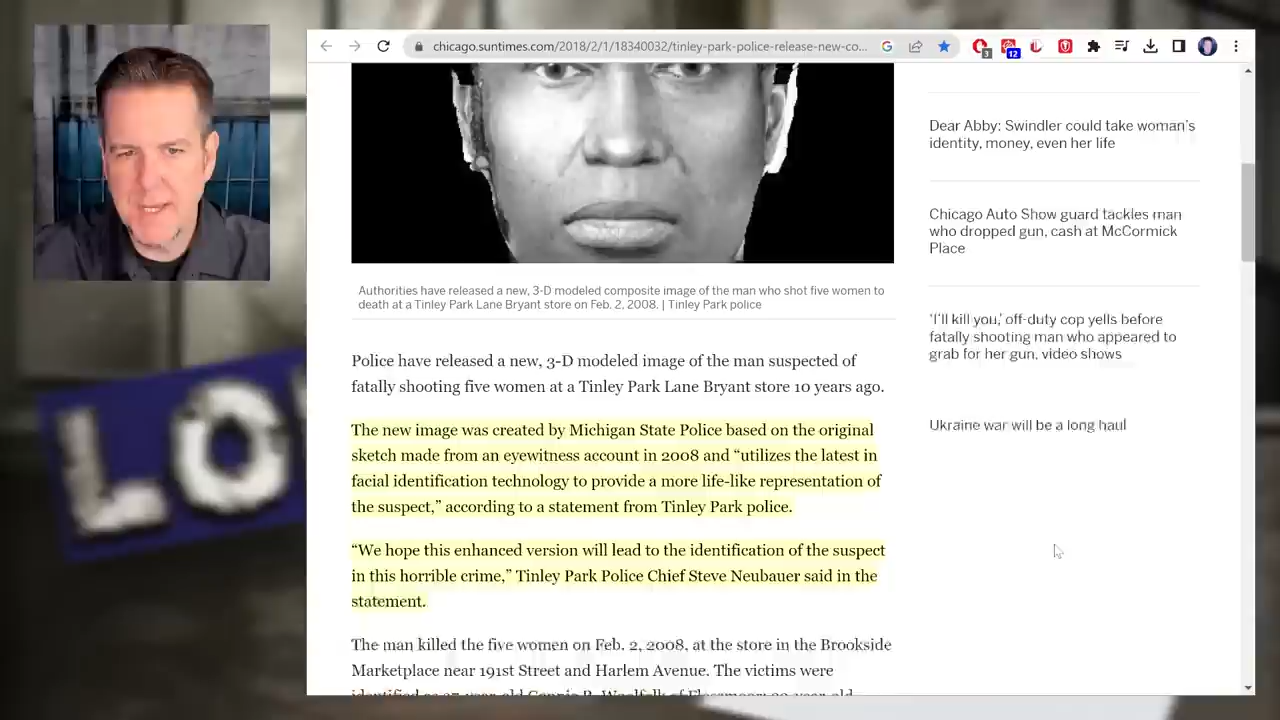 chicago.suntimes.com/2018/2/1/18340032/tinley-park-police-release-new-co...
3
12
Authorities have released a new, 3-D modeled composite image of the man who shot five women to
death at a Tinley Park Lane Bryant store on Feb. 2, 2008. | Tinley Park police
Police have released a new, 3-D modeled image of the man suspected of
fatally shooting five women at a Tinley Park Lane Bryant store 10 years ago.
The new image was created by Michigan State Police based on the original
sketch made from an eyewitness account in 2008 and “utilizes the latest in
facial identification technology to provide a more life-like representation of
the suspect,” according to a statement from Tinley Park police.
“We hope this enhanced version will lead to the identification of the suspect
in this horrible crime,” Tinley Park Police Chief Steve Neubauer said in the
statement.
The man killed the five women on Feb. 2, 2008, at the store in the Brookside
Marketplace near 191st Street and Harlem Avenue. The victims were
Dear Abby: Swindler could take woman’s
identity, money, even her life
Chicago Auto Show guard tackles man
who dropped gun, cash at McCormick
Place
‘I’ll kill you,’ off-duty cop yells before
fatally shooting man who appeared to
grab for her gun, video shows
Ukraine war will be a long haul
LO